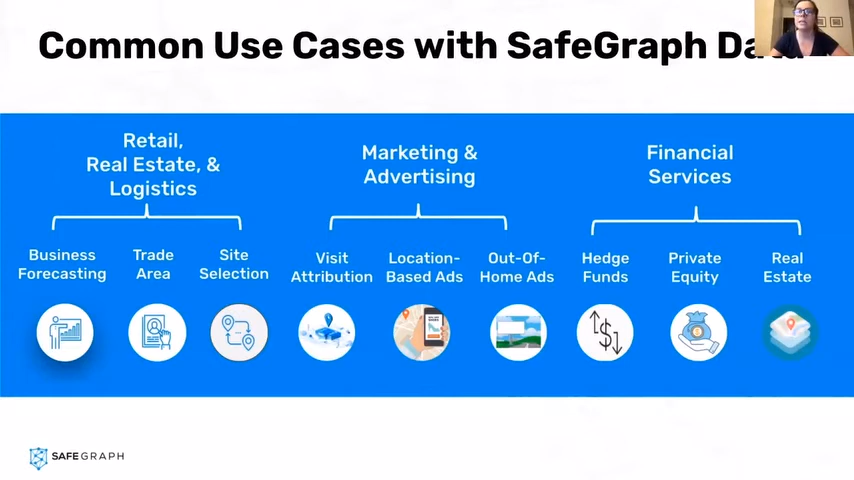 Common Use Cases with SafeGraph Data
Retail,
Real Estate, &
Logistics
Marketing &
Advertising
Financial
Services
Business
Forecasting
Trade
Area
Site
Selection
Visit
Attribution
Location-
Based Ads
Out-Of-
Home Ads
Hedge
Funds
Private
Equity
Real
Estate
SAFEGRAPH